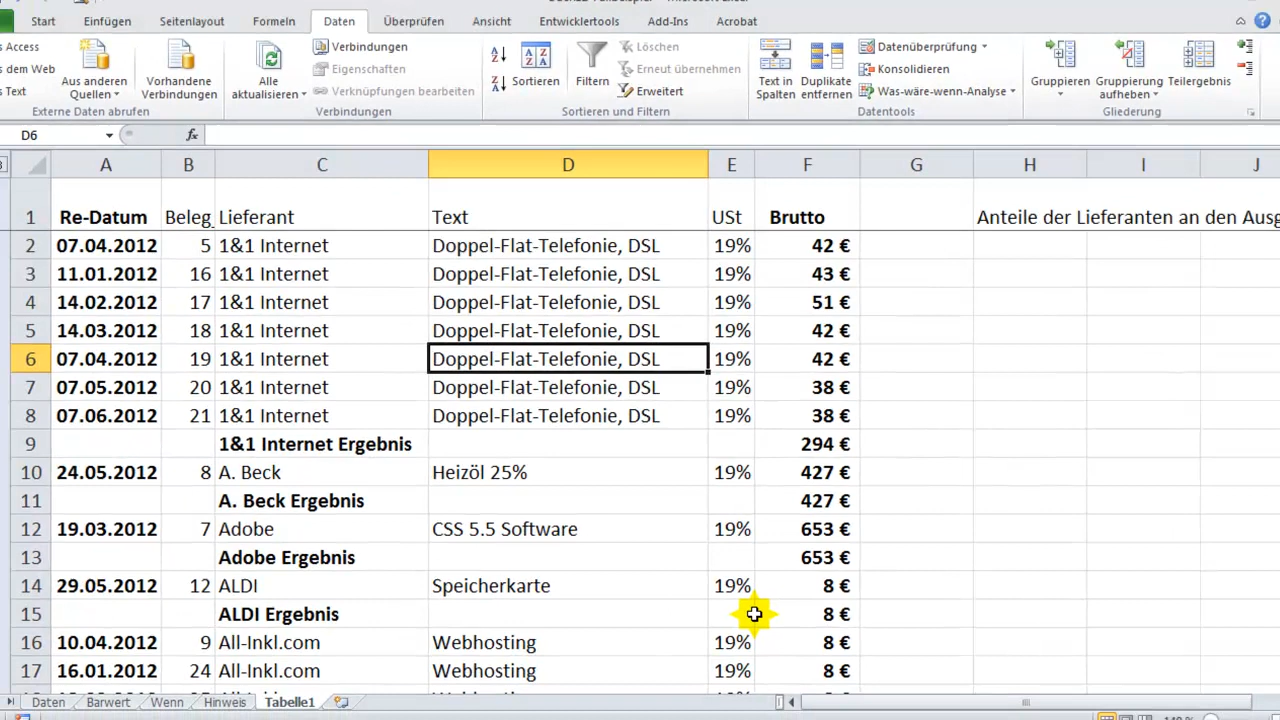 Start Einfügen Seitenlayout Formeln Daten Überprüfen Ansicht Entwicklertools Add-Ins Acrobat
s Access
s dem Web
s Text
Aus anderen Quellen
Vorhandene Verbindungen
Externe Daten abrufen
Alle aktualisieren
Verbindungen
Eigenschaften
Verknüpfungen bearbeiten
Verbindungen
Sortieren
Filtern
Löschen
Erneut übernehmen
Erweitert
Sortieren und Filtern
Text in Spalten
Duplikate entfernen
Datenüberprüfung
Konsolidieren
Was-wäre-wenn-Analyse
Datentools
Gruppieren
Gruppierung aufheben
Teilergebnis
Gliederung
D6 fx
A B C D E F G H I J
1 Re-Datum Beleg Lieferant Text USt Brutto Anteile der Lieferanten an den Ausg
2 07.04.2012 5 1&1 Internet Doppel-Flat-Telefonie, DSL 19% 42 €
3 11.01.2012 16 1&1 Internet Doppel-Flat-Telefonie, DSL 19% 43 €
4 14.02.2012 17 1&1 Internet Doppel-Flat-Telefonie, DSL 19% 51 €
5 14.03.2012 18 1&1 Internet Doppel-Flat-Telefonie, DSL 19% 42 €
6 07.04.2012 19 1&1 Internet Doppel-Flat-Telefonie, DSL 19% 42 €
7 07.05.2012 20 1&1 Internet Doppel-Flat-Telefonie, DSL 19% 38 €
8 07.06.2012 21 1&1 Internet Doppel-Flat-Telefonie, DSL 19% 38 €
9 1&1 Internet Ergebnis 294 €
10 24.05.2012 8 A. Beck Heizöl 25% 19% 427 €
11 A. Beck Ergebnis 427 €
12 19.03.2012 7 Adobe CSS 5.5 Software 19% 653 €
13 Adobe Ergebnis 653 €
14 29.05.2012 12 ALDI Speicherkarte 19% 8 €
15 ALDI Ergebnis 8 €
16 10.04.2012 9 All-Inkl.com Webhosting 19% 8 €
17 16.01.2012 24 All-Inkl.com Webhosting 19% 8 €
Daten Barwert Wenn Hinweis Tabelle1